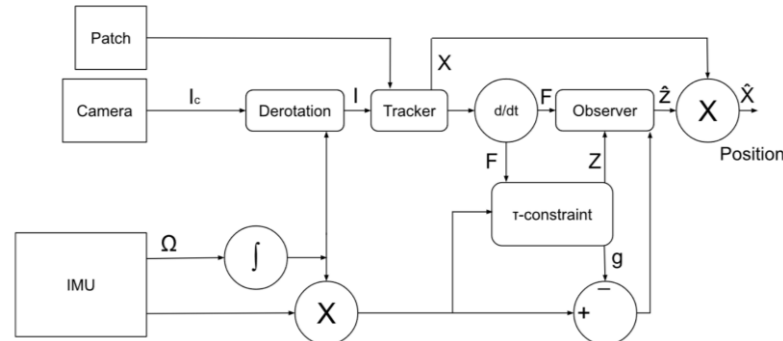 Patch
X
Camera
Ic
Derotation
I
Tracker
d/dt
F
Observer
ẑ
X
X̂
Position
F
Z
τ-constraint
Ω
∫
IMU
g
X
+
−